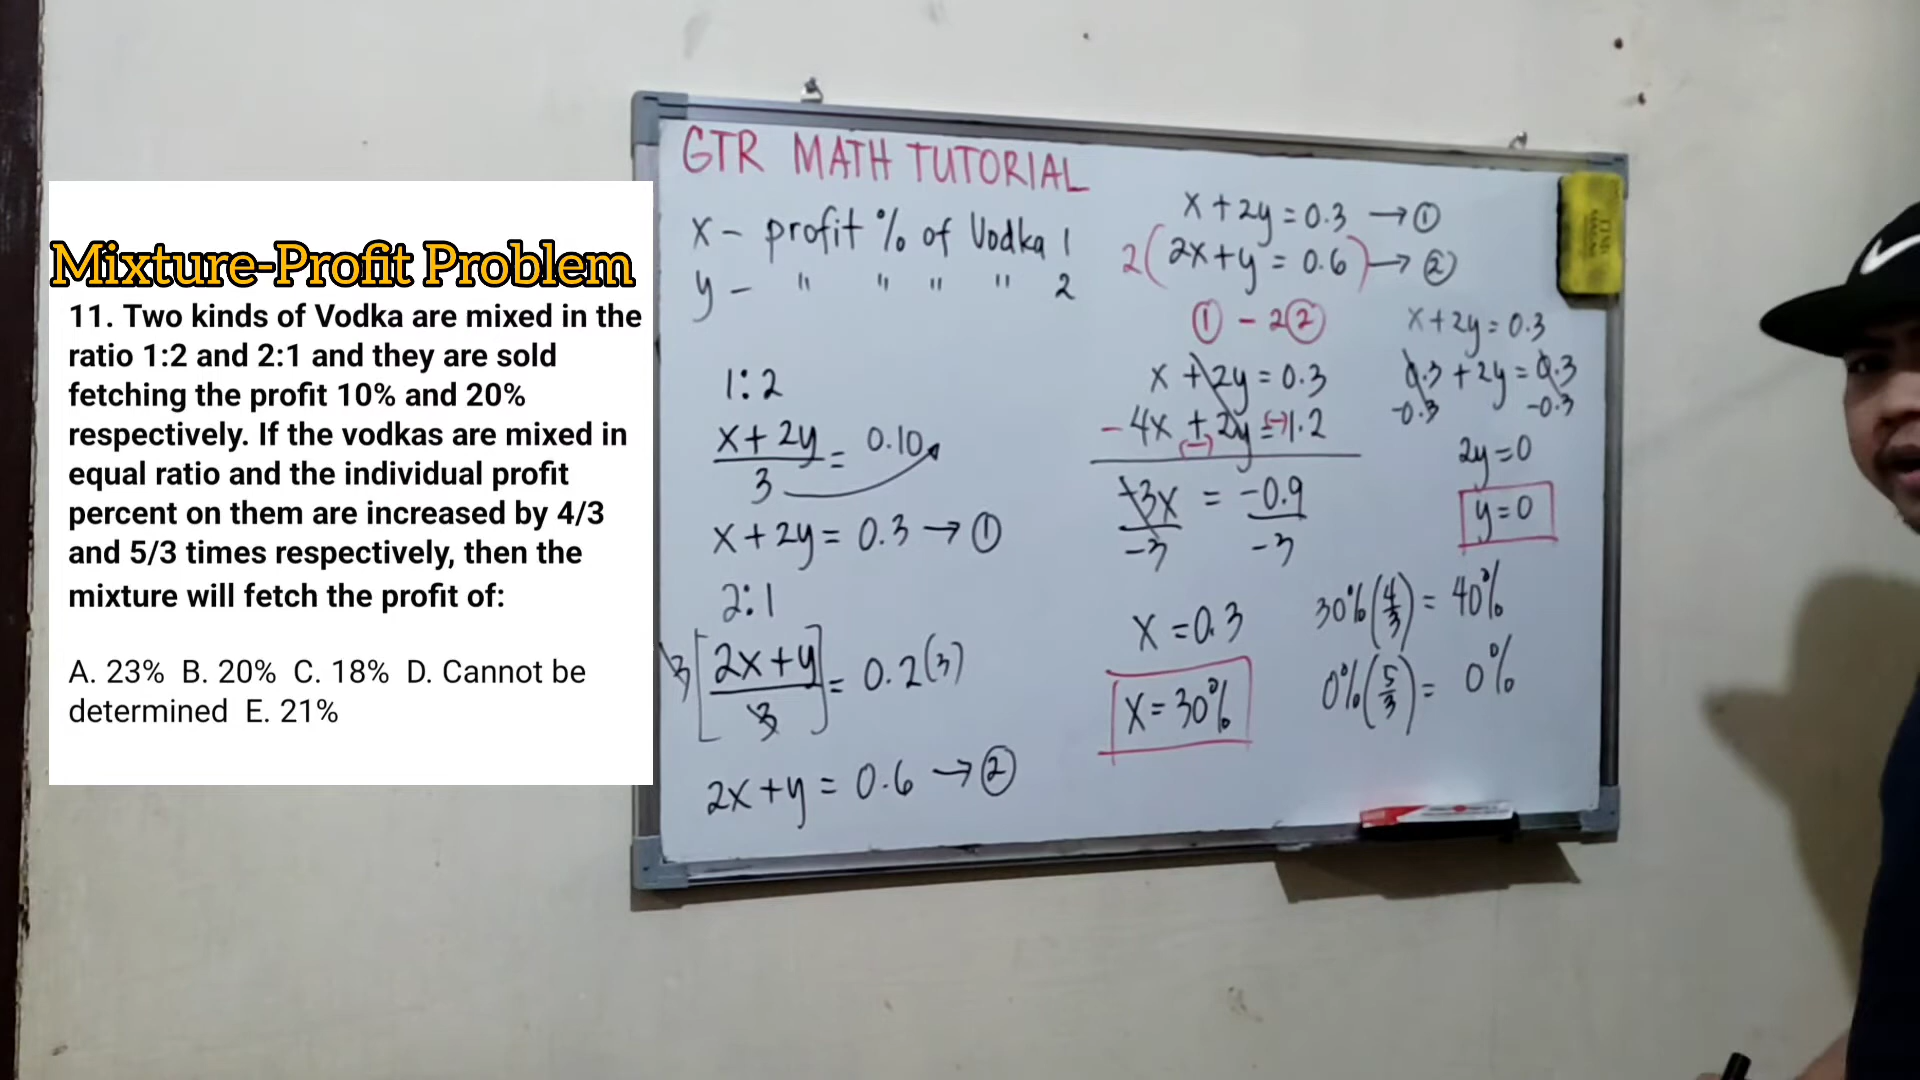 Mixture-Profit Problem
11. Two kinds of Vodka are mixed in the
ratio 1:2 and 2:1 and they are sold
fetching the profit 10% and 20%
respectively. If the vodkas are mixed in
equal ratio and the individual profit
percent on them are increased by 4/3
and 5/3 times respectively, then the
mixture will fetch the profit of:
A. 23% B. 20% C. 18% D. Cannot be
determined E. 21%
GTR MATH TUTORIAL
x - profit % of Vodka 1
y - " " " " 2
1:2
x + 2y
3
= 0.10
x + 2y = 0.3 → ①
2:1
3[2x + y / 3] = 0.2(3)
2x + y = 0.6 → ②
x + 2y = 0.3 → ①
2(2x + y = 0.6) → ②
① - 2②
x + 2y = 0.3
- 4x + 2y = 1.2
(-) (-)
-3x = -0.9
-3 -3
x = 0.3
x = 30%
x + 2y = 0.3
0.3 + 2y = 0.3
-0.3 -0.3
2y = 0
y = 0
30%(4/3) = 40%
0%(5/3) = 0%